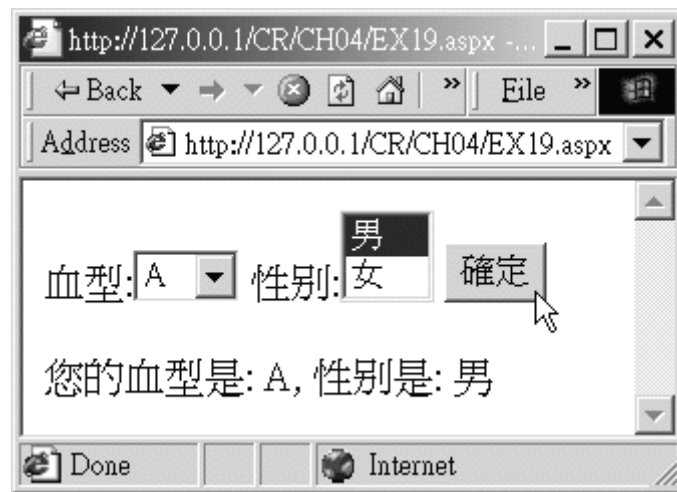 http://127.0.0.1/CR/CH04/EX19.aspx -...
Back » File »
Address http://127.0.0.1/CR/CH04/EX19.aspx
血型: A 性別: 男 女 確定
您的血型是: A, 性別是: 男
Done Internet